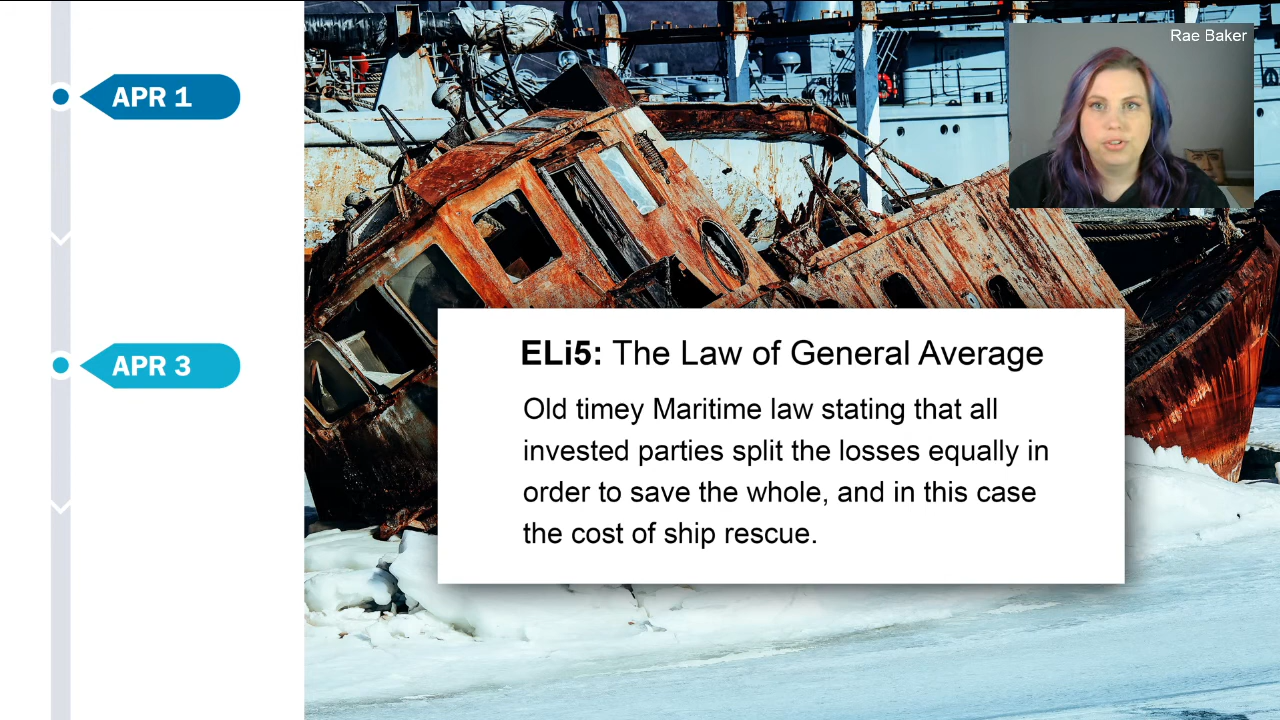 APR 1
Rae Baker
APR 3
ELi5: The Law of General Average
Old timey Maritime law stating that all
invested parties split the losses equally in
order to save the whole, and in this case
the cost of ship rescue.